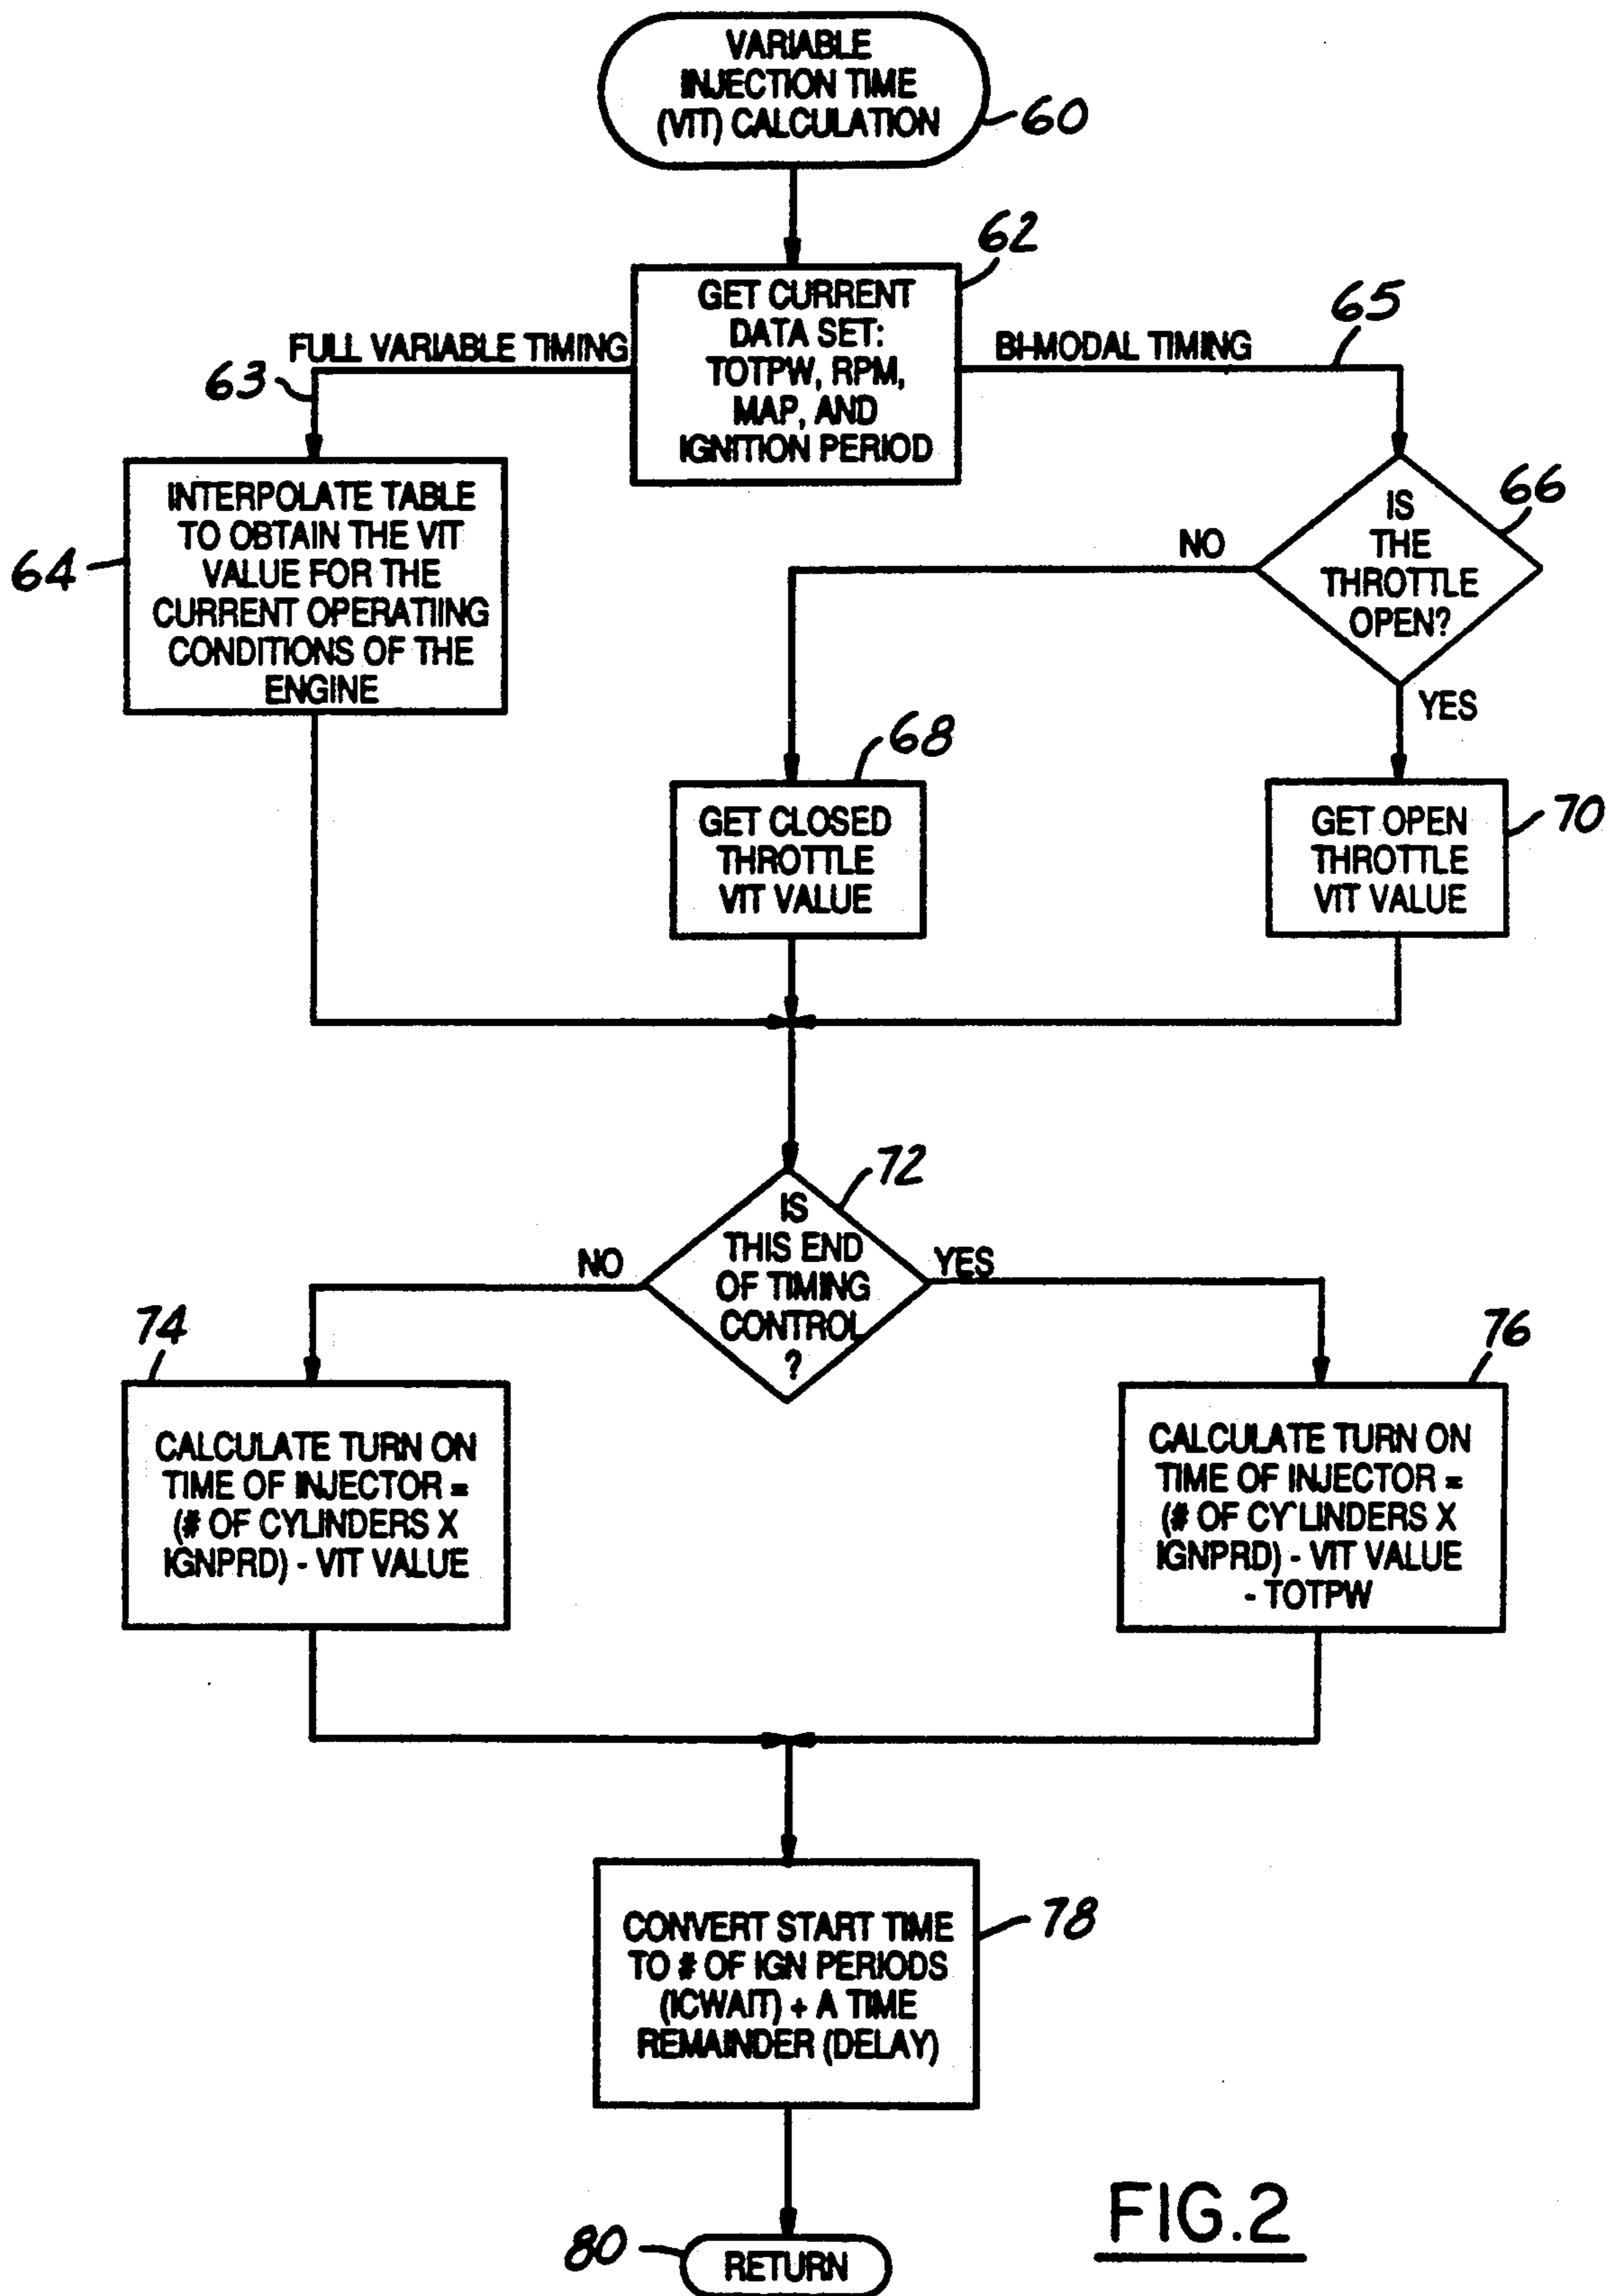 VARIABLE
INJECTION TIME
(VIT) CALCULATION
60
62
GET CURRENT
DATA SET:
TOTPW, RPM,
MAP, AND
IGNITION PERIOD
FULL VARIABLE TIMING
63
BI-MODAL TIMING
65
INTERPOLATE TABLE
TO OBTAIN THE VIT
VALUE FOR THE
CURRENT OPERATIING
CONDITIONS OF THE
ENGINE
64
IS
THE
THROTTLE
OPEN?
66
NO
YES
68
GET CLOSED
THROTTLE
VIT VALUE
GET OPEN
THROTTLE
VIT VALUE
70
72
IS
THIS END
OF TIMING
CONTROL
?
NO
YES
74
CALCULATE TURN ON
TIME OF INJECTOR =
(# OF CYLINDERS X
IGNPRD) - VIT VALUE
76
CALCULATE TURN ON
TIME OF INJECTOR =
(# OF CYLINDERS X
IGNPRD) - VIT VALUE
- TOTPW
CONVERT START TIME
TO # OF IGN PERIODS
(ICWAIT) + A TIME
REMAINDER (DELAY)
78
80
RETURN
FIG.2